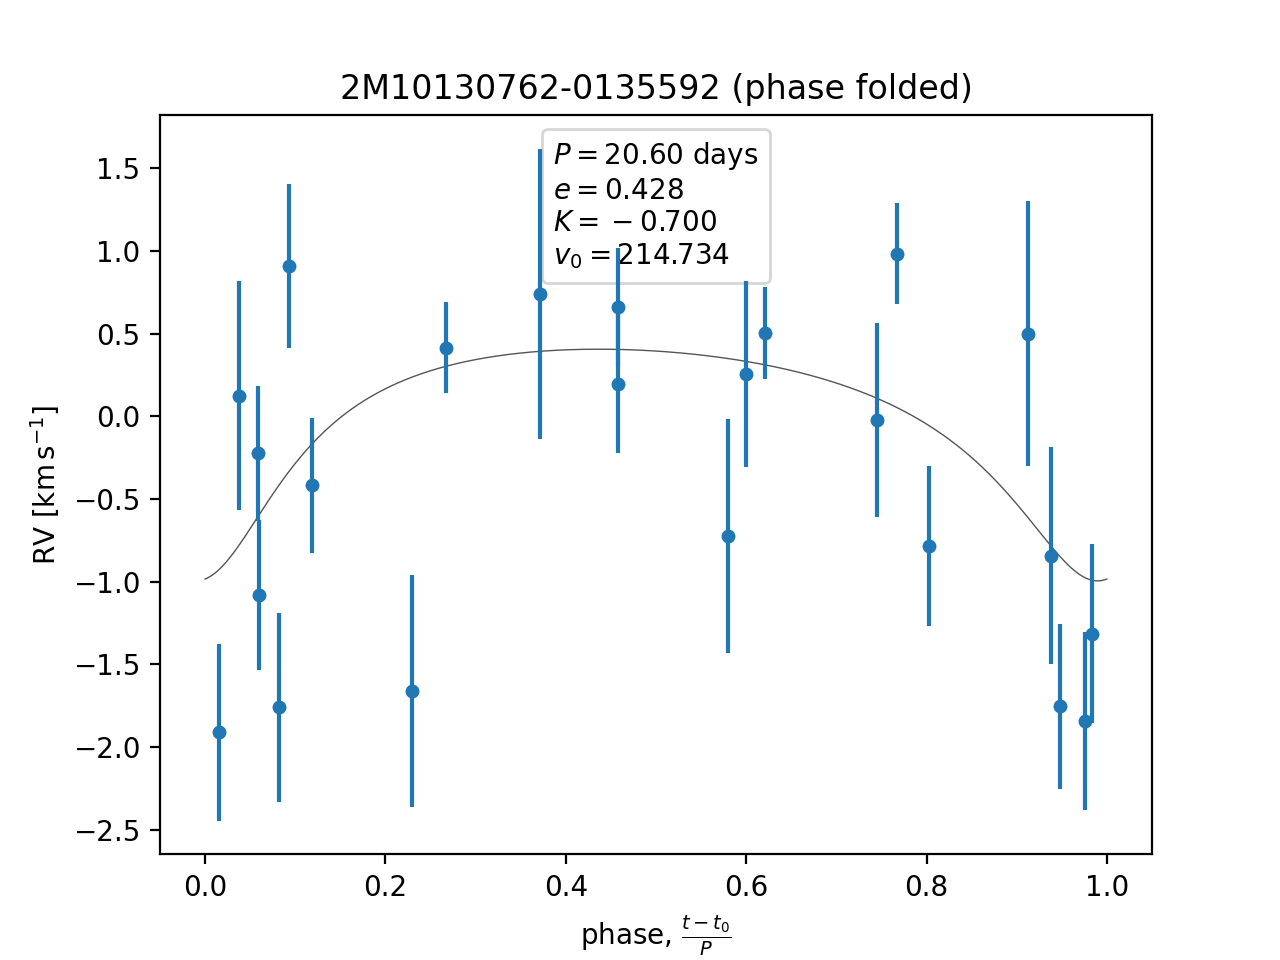 2M10130762-0135592 (phase folded)
P = 20.60 days
e = 0.428
K = −0.700
v₀ = 214.734
1.5
1.0
0.5
0.0
−0.5
−1.0
−1.5
−2.0
−2.5
RV [km s⁻¹]
0.0 0.2 0.4 0.6 0.8 1.0
phase, (t − t₀)/P